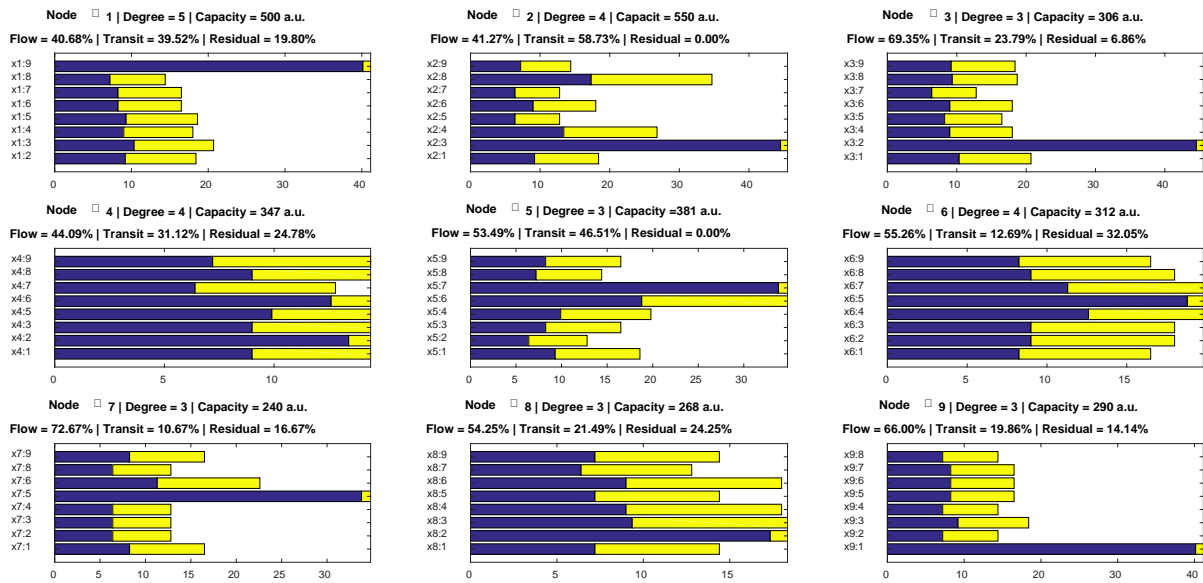 Node □ 1 | Degree = 5 | Capacity = 500 a.u.
Flow = 40.68% | Transit = 39.52% | Residual = 19.80%
x1:9
x1:8
x1:7
x1:6
x1:5
x1:4
x1:3
x1:2
0 10 20 30 40
Node □ 2 | Degree = 4 | Capacit = 550 a.u.
Flow = 41.27% | Transit = 58.73% | Residual = 0.00%
x2:9
x2:8
x2:7
x2:6
x2:5
x2:4
x2:3
x2:1
0 10 20 30 40
Node □ 3 | Degree = 3 | Capacity = 306 a.u.
Flow = 69.35% | Transit = 23.79% | Residual = 6.86%
x3:9
x3:8
x3:7
x3:6
x3:5
x3:4
x3:2
x3:1
0 10 20 30 40
Node □ 4 | Degree = 4 | Capacity = 347 a.u.
Flow = 44.09% | Transit = 31.12% | Residual = 24.78%
x4:9
x4:8
x4:7
x4:6
x4:5
x4:3
x4:2
x4:1
0 5 10
Node □ 5 | Degree = 3 | Capacity =381 a.u.
Flow = 53.49% | Transit = 46.51% | Residual = 0.00%
x5:9
x5:8
x5:7
x5:6
x5:4
x5:3
x5:2
x5:1
0 5 10 15 20 25 30
Node □ 6 | Degree = 4 | Capacity = 312 a.u.
Flow = 55.26% | Transit = 12.69% | Residual = 32.05%
x6:9
x6:8
x6:7
x6:5
x6:4
x6:3
x6:2
x6:1
0 5 10 15
Node □ 7 | Degree = 3 | Capacity = 240 a.u.
Flow = 72.67% | Transit = 10.67% | Residual = 16.67%
x7:9
x7:8
x7:6
x7:5
x7:4
x7:3
x7:2
x7:1
0 5 10 15 20 25 30
Node □ 8 | Degree = 3 | Capacity = 268 a.u.
Flow = 54.25% | Transit = 21.49% | Residual = 24.25%
x8:9
x8:7
x8:6
x8:5
x8:4
x8:3
x8:2
x8:1
0 5 10 15
Node □ 9 | Degree = 3 | Capacity = 290 a.u.
Flow = 66.00% | Transit = 19.86% | Residual = 14.14%
x9:8
x9:7
x9:6
x9:5
x9:4
x9:3
x9:2
x9:1
0 10 20 30 40